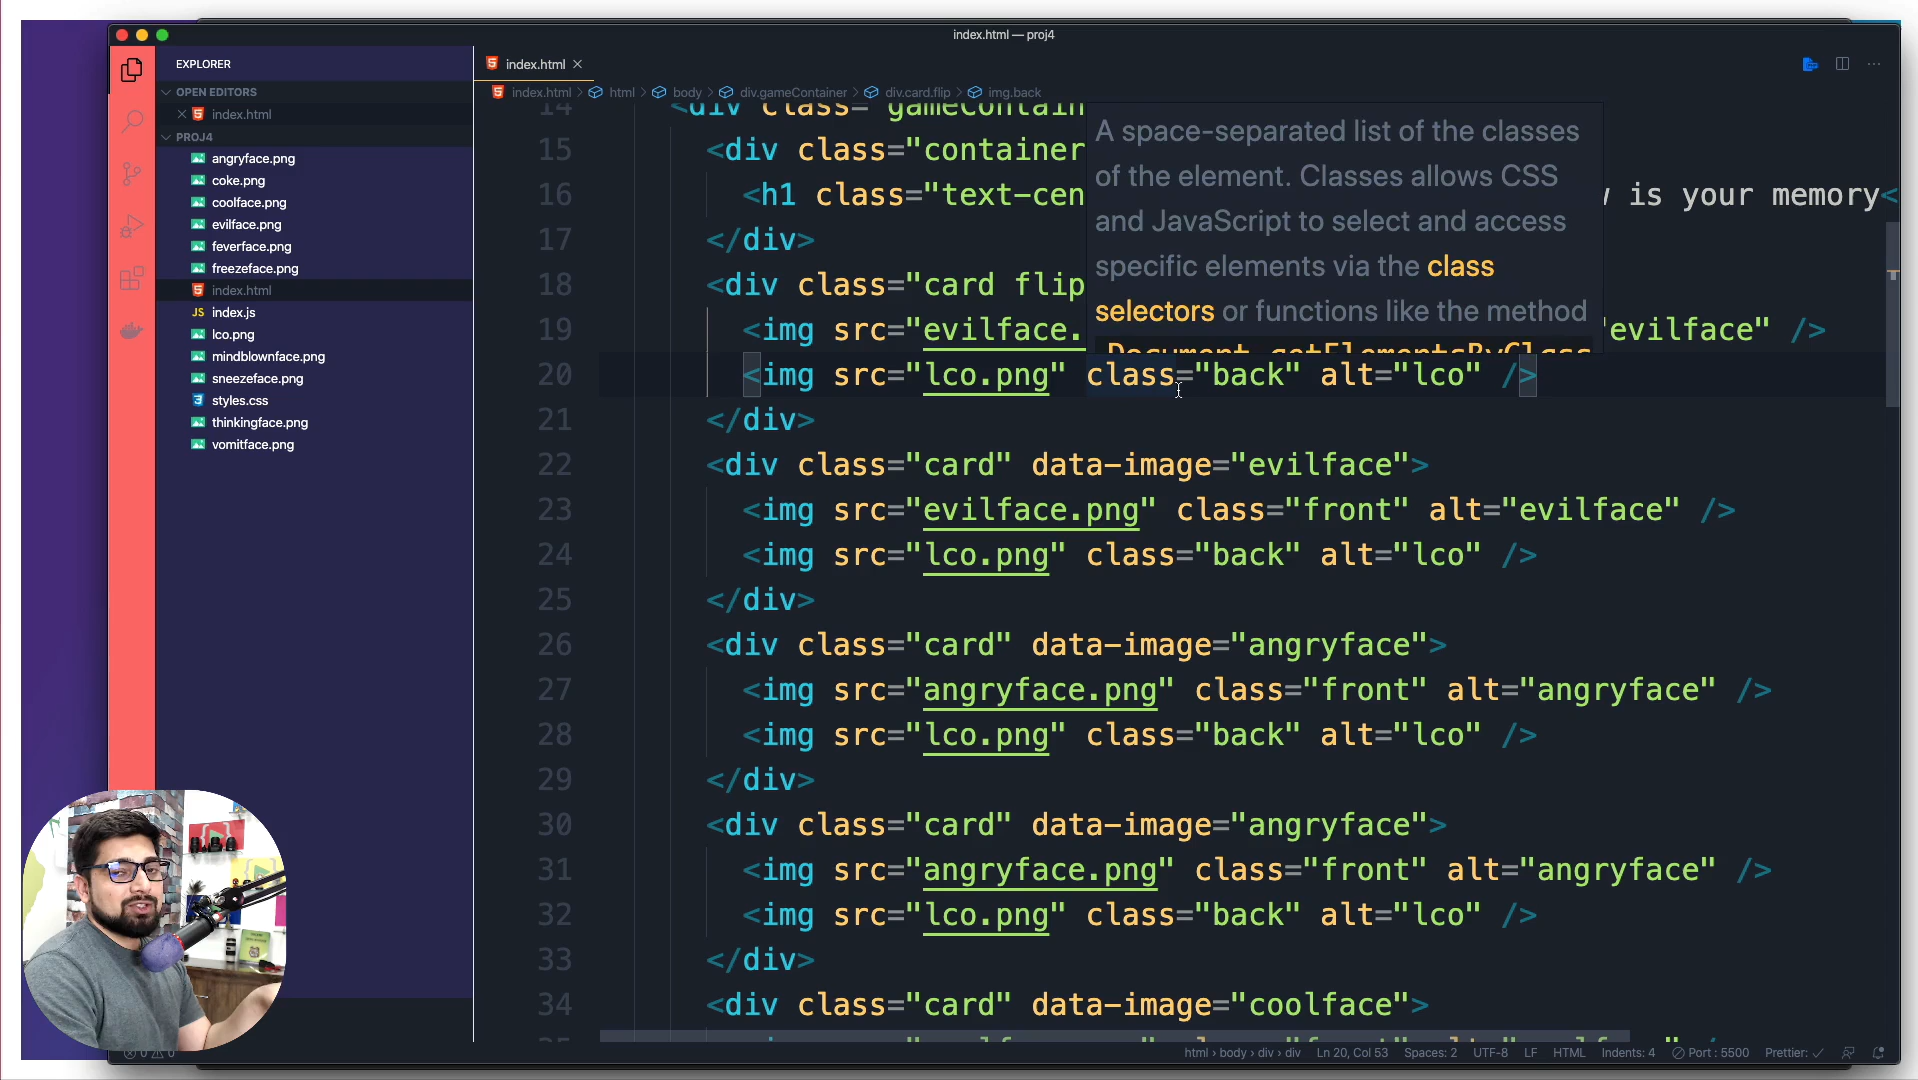 index.html — proj4
EXPLORER
OPEN EDITORS
index.html
PROJ4
angryface.png
coke.png
coolface.png
evilface.png
feverface.png
freezeface.png
index.html
JS index.js
lco.png
mindblownface.png
sneezeface.png
styles.css
thinkingface.png
vomitface.png
index.html
index.html > html > body > div.gameContainer > div.card.flip > img.back
14 <div class="gameContain
15 <div class="container
16 <h1 class="text-cen is your memory<
17 </div>
18 <div class="card flip
19 <img src="evilface. "evilface" />
20 <img src="lco.png" class="back" alt="lco" />
21 </div>
22 <div class="card" data-image="evilface">
23 <img src="evilface.png" class="front" alt="evilface" />
24 <img src="lco.png" class="back" alt="lco" />
25 </div>
26 <div class="card" data-image="angryface">
27 <img src="angryface.png" class="front" alt="angryface" />
28 <img src="lco.png" class="back" alt="lco" />
29 </div>
30 <div class="card" data-image="angryface">
31 <img src="angryface.png" class="front" alt="angryface" />
32 <img src="lco.png" class="back" alt="lco" />
33 </div>
34 <div class="card" data-image="coolface">
A space-separated list of the classes
of the element. Classes allows CSS
and JavaScript to select and access
specific elements via the class
selectors or functions like the method
Document.getElementsByClass
0 0
html > body > div > div Ln 20, Col 53 Spaces: 2 UTF-8 LF HTML Indents: 4 Port : 5500 Prettier: ✓